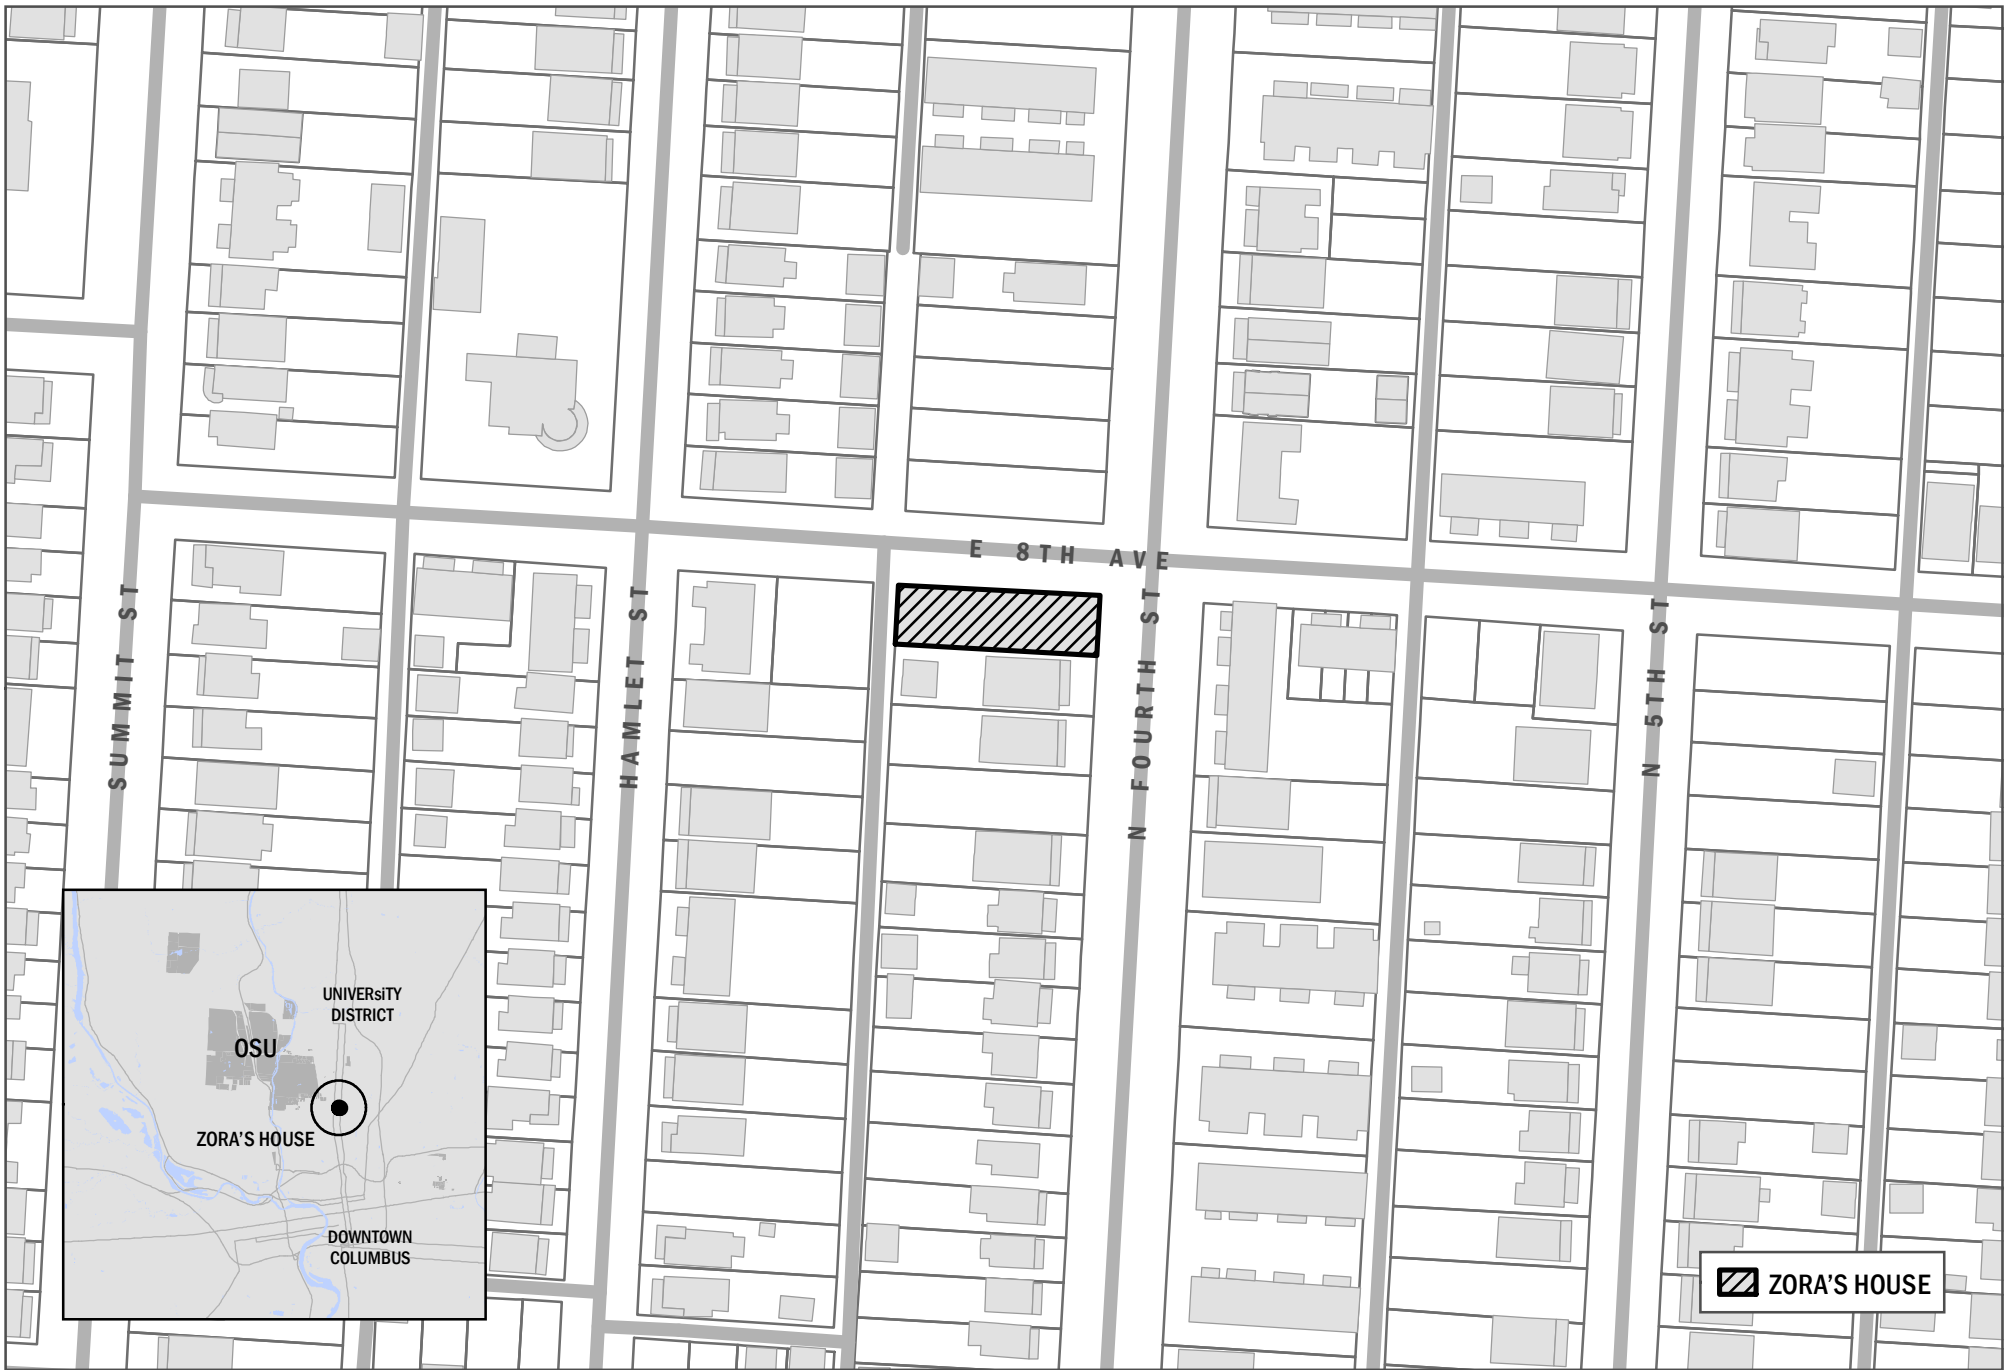 E 8TH AVE
SUMMIT ST
HAMLET ST
N FOURTH ST
N 5TH ST
UNIVERsiTY
DISTRICT
OSU
ZORA'S HOUSE
DOWNTOWN
COLUMBUS
ZORA'S HOUSE